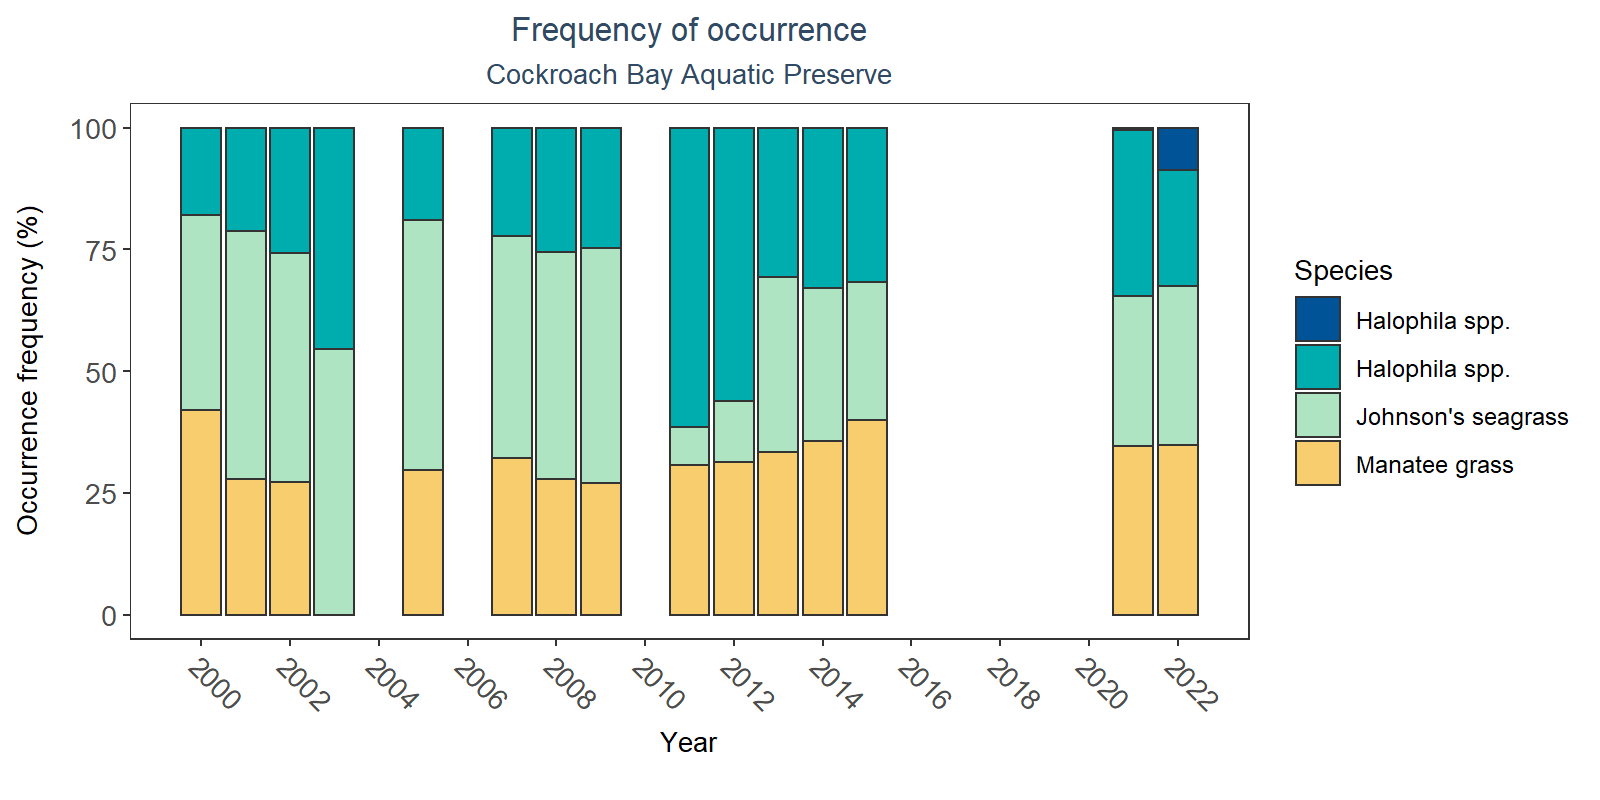 Frequency of occurrence
Cockroach Bay Aquatic Preserve
Occurrence frequency (%)
100
75
50
25
0
2000 2002 2004 2006 2008 2010 2012 2014 2016 2018 2020 2022
Year
Species
Halophila spp.
Halophila spp.
Johnson's seagrass
Manatee grass